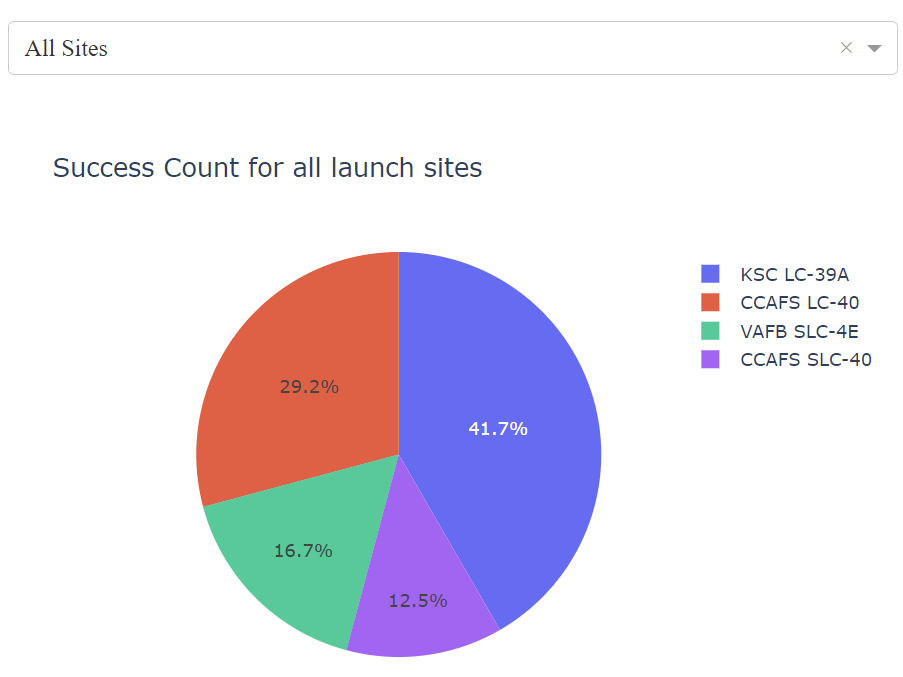 All Sites ×
Success Count for all launch sites
KSC LC-39A
CCAFS LC-40
VAFB SLC-4E
CCAFS SLC-40
29.2%
41.7%
16.7%
12.5%